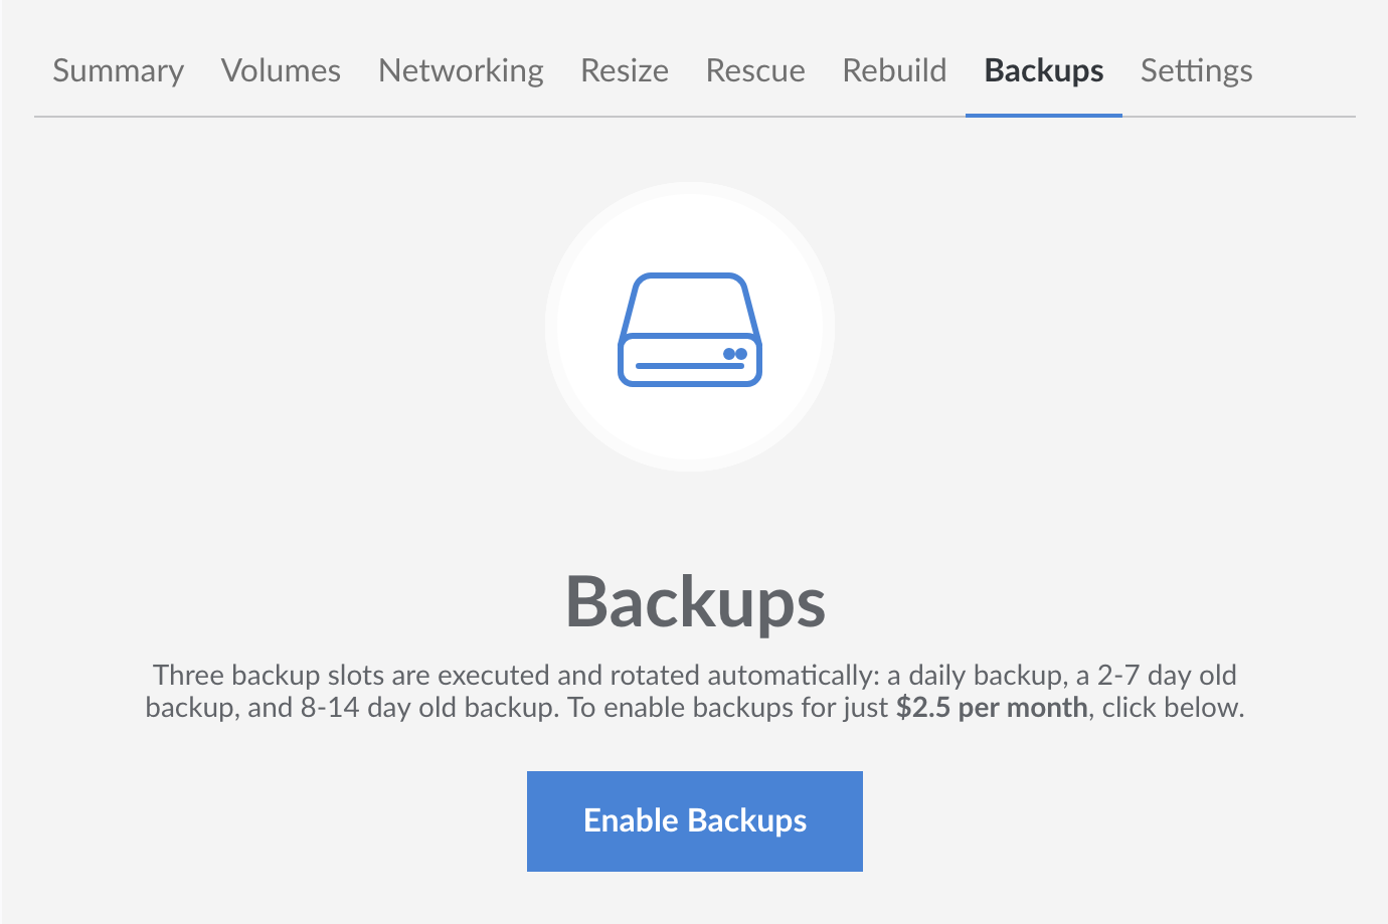 Summary Volumes Networking Resize Rescue Rebuild Backups Settings
Backups
Three backup slots are executed and rotated automatically: a daily backup, a 2-7 day old
backup, and 8-14 day old backup. To enable backups for just $2.5 per month, click below.
Enable Backups